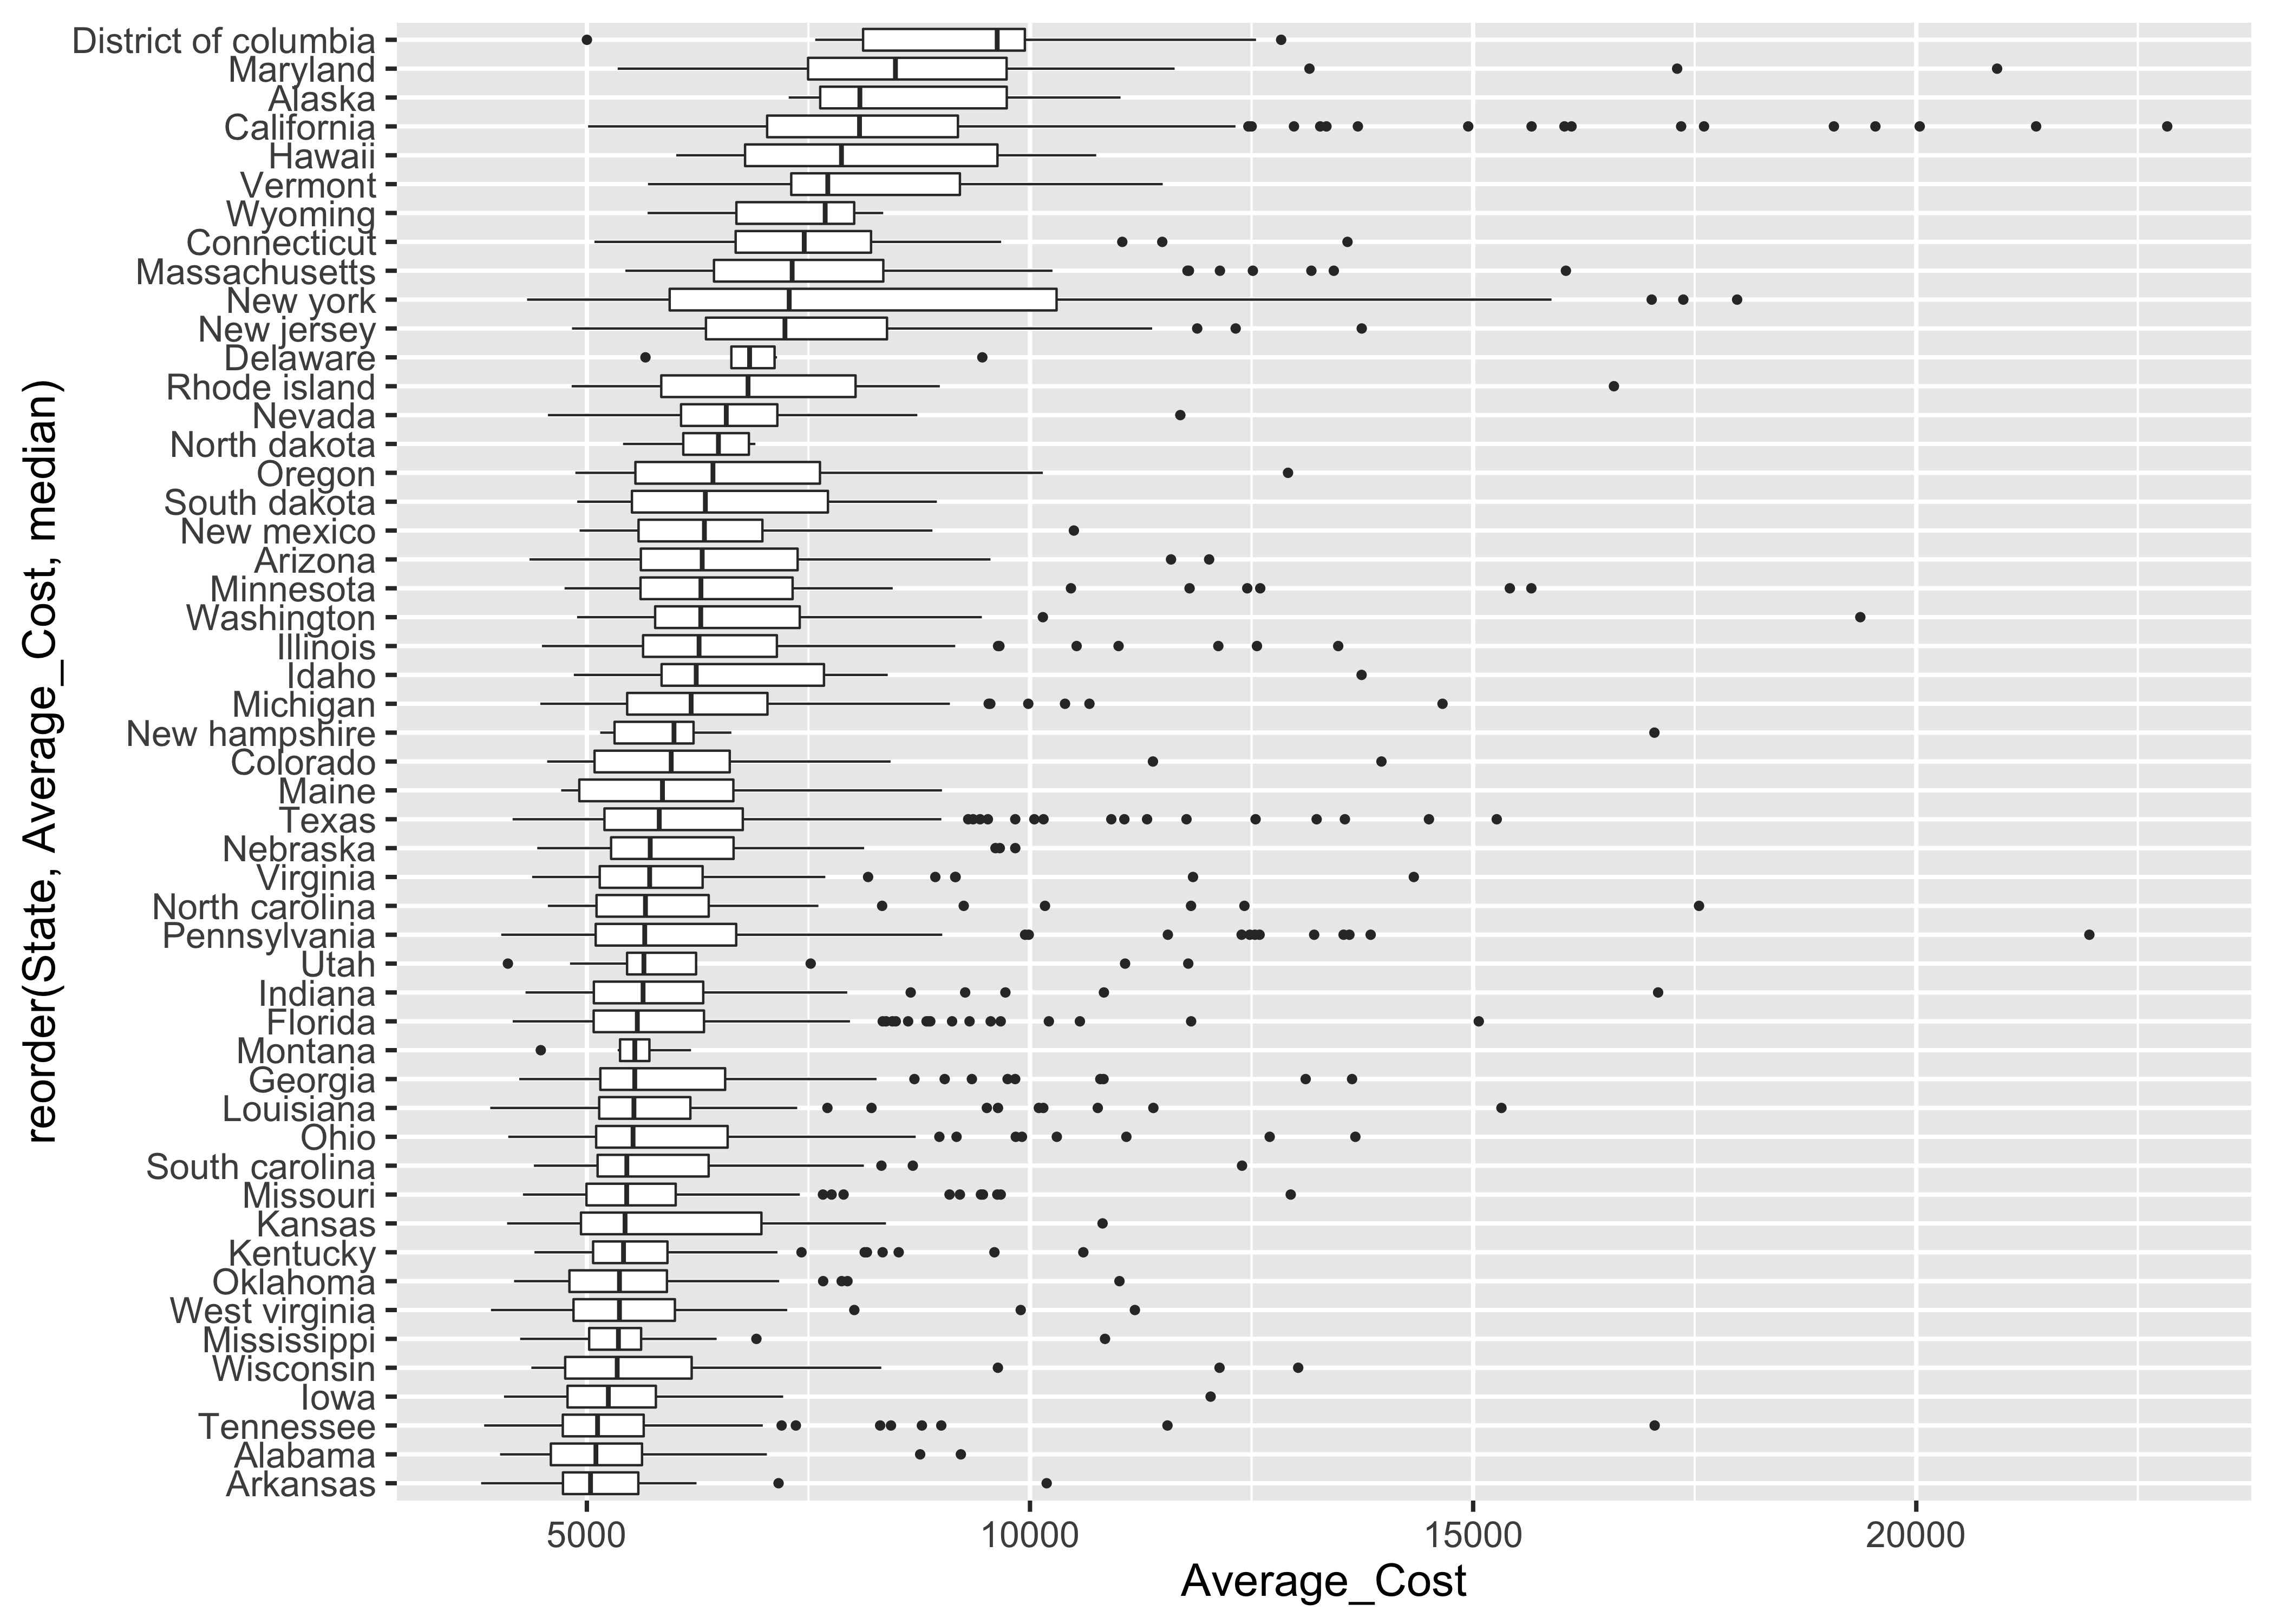 reorder(State, Average_Cost, median)
District of columbia
Maryland
Alaska
California
Hawaii
Vermont
Wyoming
Connecticut
Massachusetts
New york
New jersey
Delaware
Rhode island
Nevada
North dakota
Oregon
South dakota
New mexico
Arizona
Minnesota
Washington
Illinois
Idaho
Michigan
New hampshire
Colorado
Maine
Texas
Nebraska
Virginia
North carolina
Pennsylvania
Utah
Indiana
Florida
Montana
Georgia
Louisiana
Ohio
South carolina
Missouri
Kansas
Kentucky
Oklahoma
West virginia
Mississippi
Wisconsin
Iowa
Tennessee
Alabama
Arkansas
5000 10000 15000 20000
Average_Cost